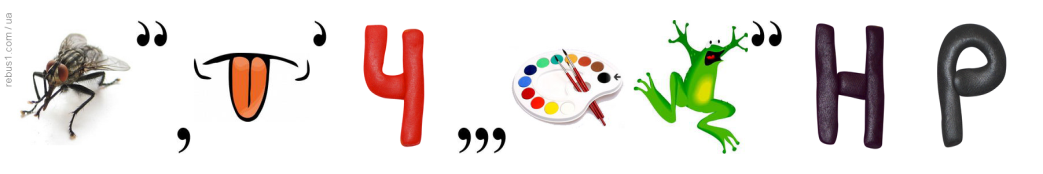 rebus1.com/ua
,,
, ,
Ч
,,,
,,
Н Р